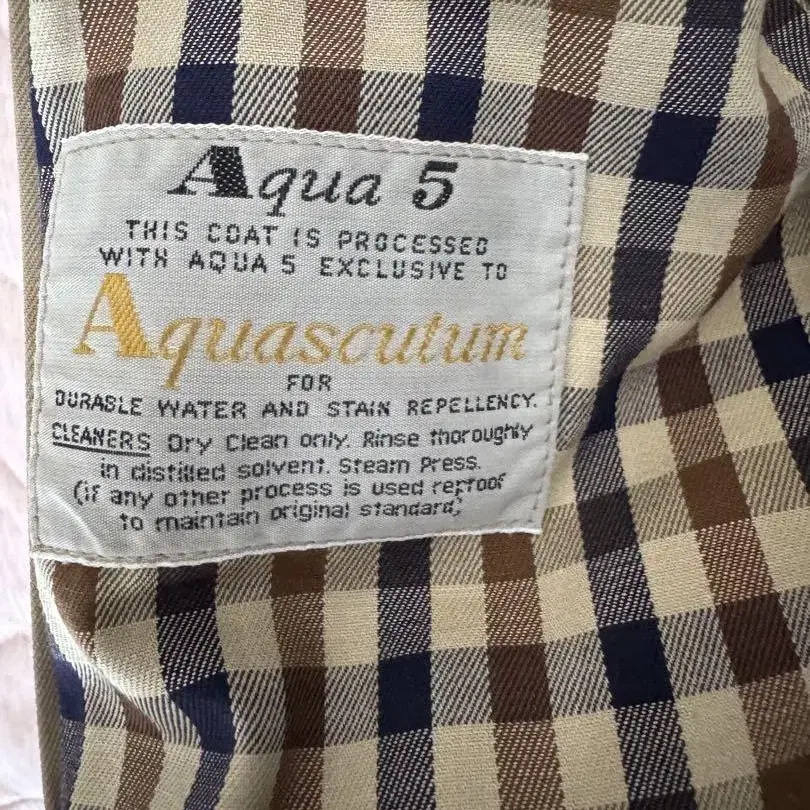 Aqua 5
THIS COAT IS PROCESSED
WITH AQUA 5 EXCLUSIVE TO
Aquascutum
FOR
DURABLE WATER AND STAIN REPELLENCY.
CLEANERS Dry Clean only. Rinse thoroughly
in distilled solvent. Steam Press.
(if any other process is used reproof
to maintain original standard)